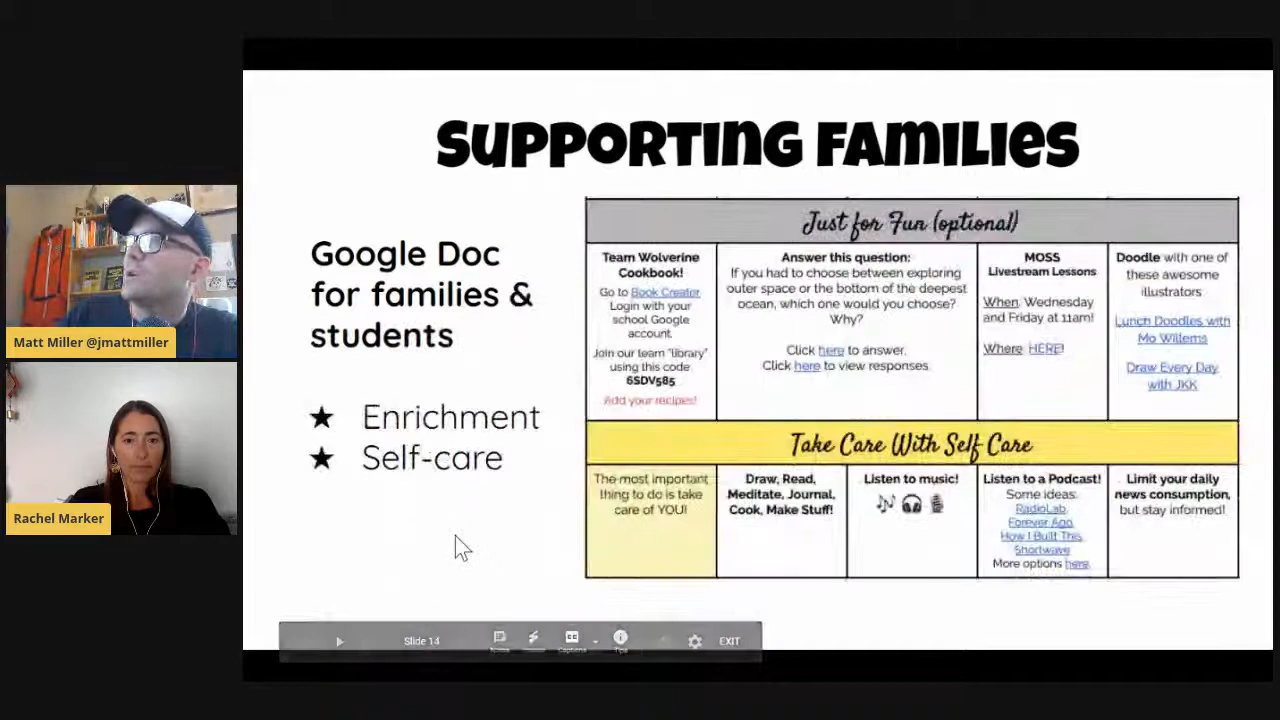 Supporting Families
Google Doc
for families &
students
★ Enrichment
★ Self-care
Just for Fun (optional)
Team Wolverine
Cookbook!
Go to Book Creator
Login with your
school Google
account.
Join our team "library"
using this code
6SDV585
Add your recipes!
Answer this question:
If you had to choose between exploring
outer space or the bottom of the deepest
ocean, which one would you choose?
Why?
Click here to answer.
Click here to view responses.
MOSS
Livestream Lessons
When: Wednesday
and Friday at 11am!
Where: HERE!
Doodle with one of
these awesome
illustrators
Lunch Doodles with
Mo Willems
Draw Every Day
with JKK
Take Care With Self Care
The most important
thing to do is take
care of YOU!
Draw, Read,
Meditate, Journal,
Cook, Make Stuff!
Listen to music!
Listen to a Podcast!
Some ideas:
RadioLab
Forever Ago
How I Built This
Shortwave
More options here
Limit your daily
news consumption,
but stay informed!
Matt Miller @jmattmiller
Rachel Marker
Slide 14
Notes
Captions
Tips
EXIT